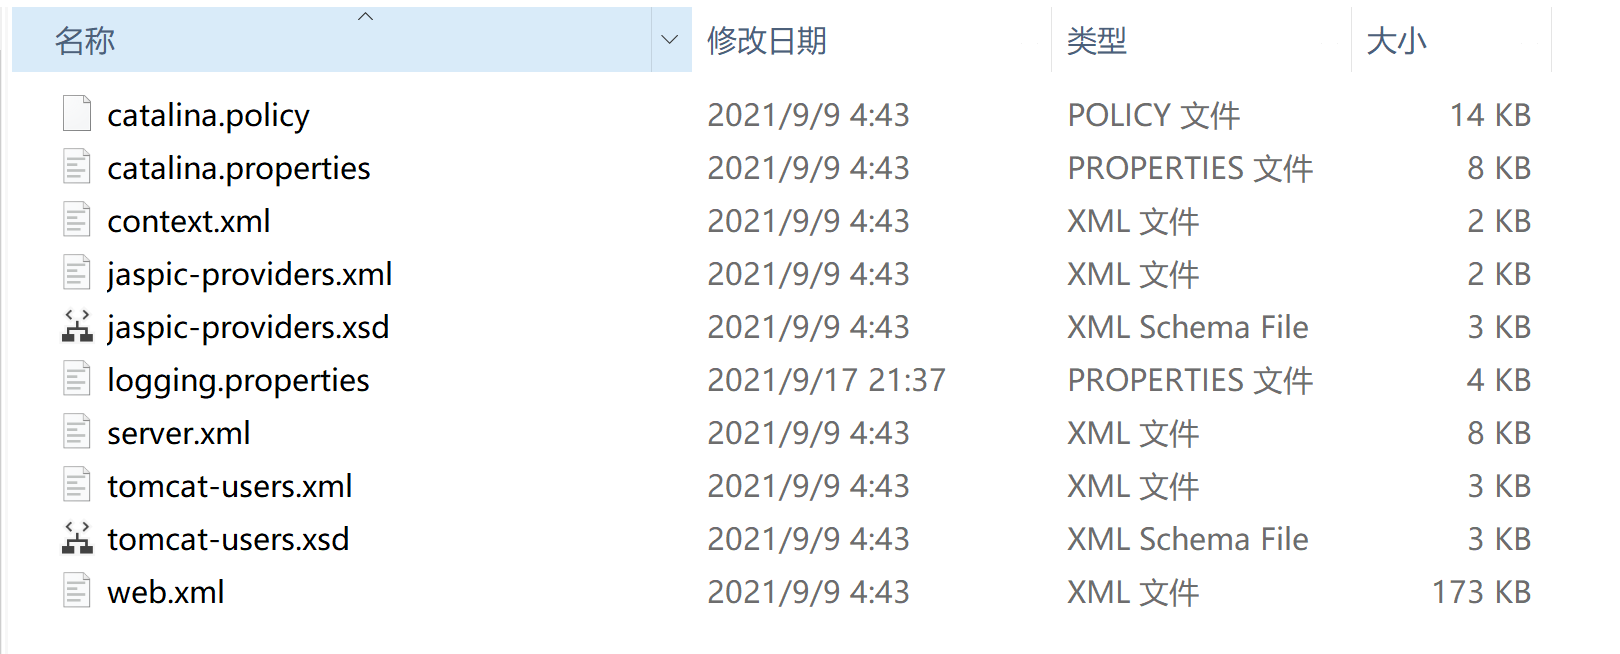 名称 修改日期 类型 大小
catalina.policy 2021/9/9 4:43 POLICY 文件 14 KB
catalina.properties 2021/9/9 4:43 PROPERTIES 文件 8 KB
context.xml 2021/9/9 4:43 XML 文件 2 KB
jaspic-providers.xml 2021/9/9 4:43 XML 文件 2 KB
jaspic-providers.xsd 2021/9/9 4:43 XML Schema File 3 KB
logging.properties 2021/9/17 21:37 PROPERTIES 文件 4 KB
server.xml 2021/9/9 4:43 XML 文件 8 KB
tomcat-users.xml 2021/9/9 4:43 XML 文件 3 KB
tomcat-users.xsd 2021/9/9 4:43 XML Schema File 3 KB
web.xml 2021/9/9 4:43 XML 文件 173 KB